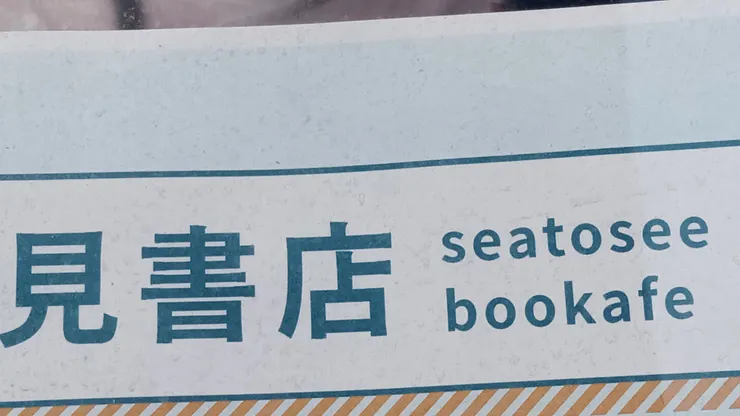 見書店
seatosee
bookafe